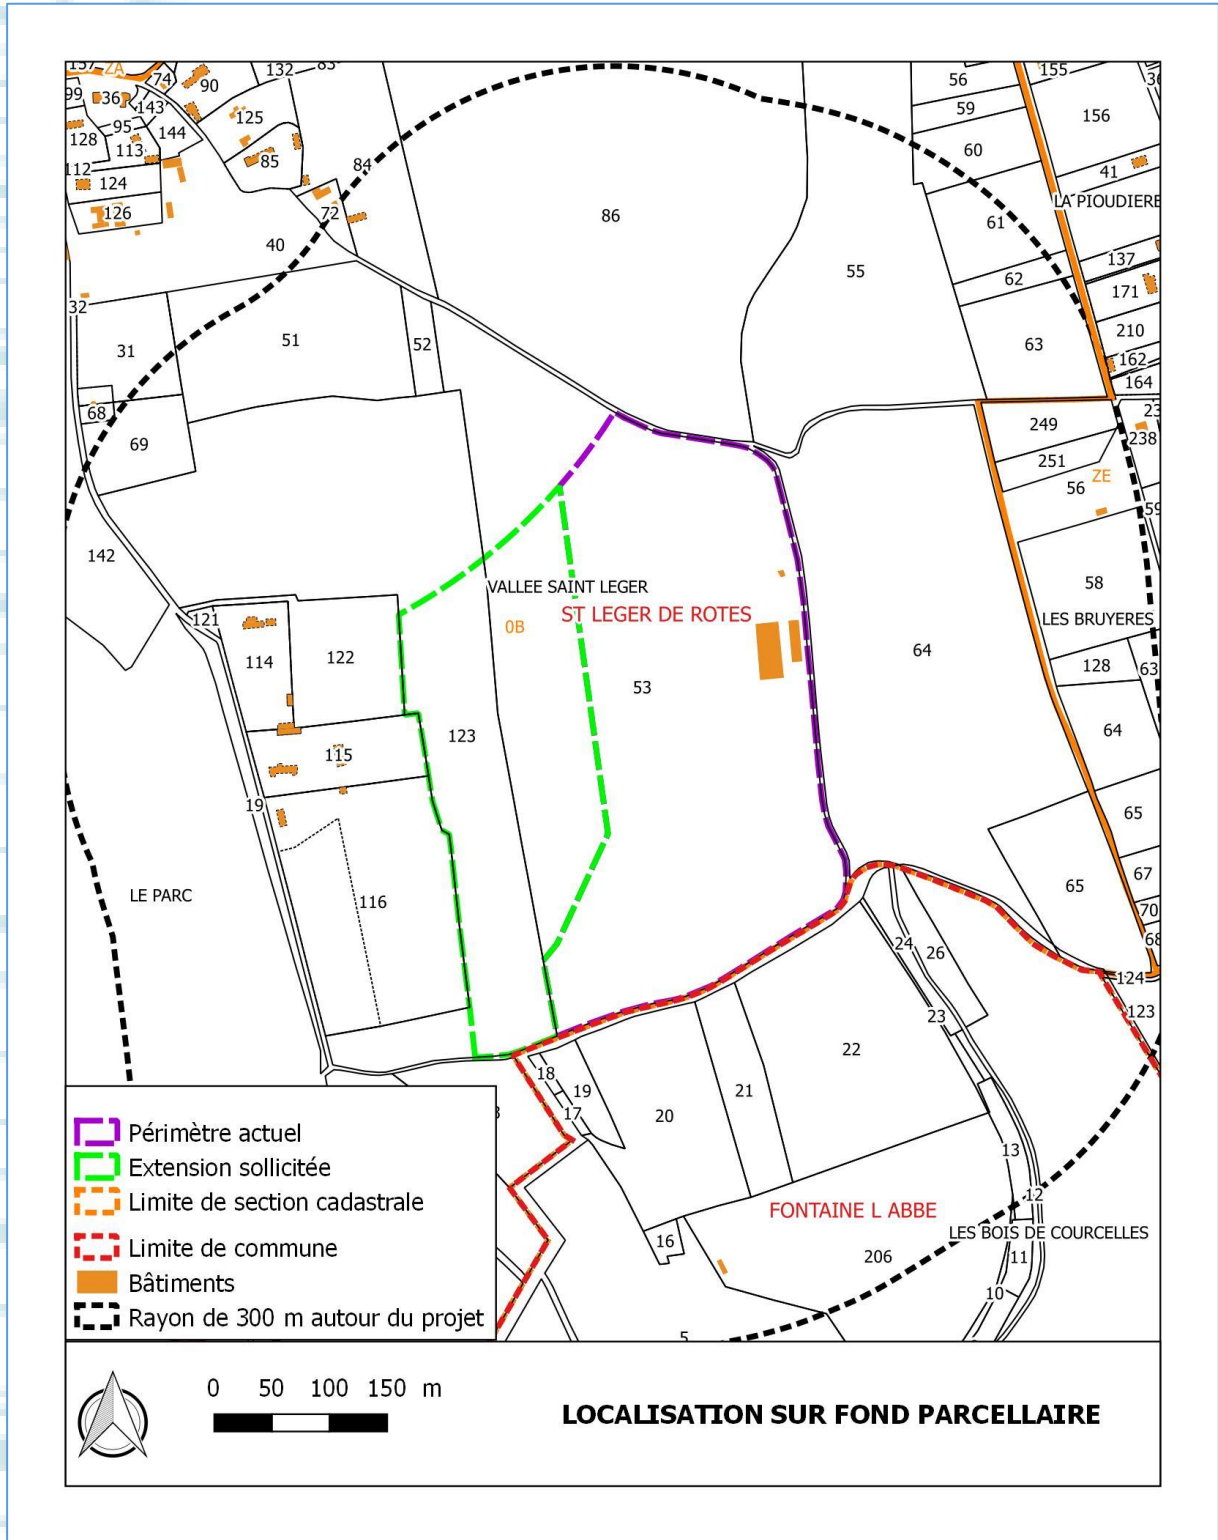 157 ZA 74 90 132 83 56 155 36
99 36 143 125 59 156
128 95 144 60
113 85 84 41
112 124 LA PIOUDIERE
126 72 86 61
40 55 137
62 171
32 31 51 52 63 210
162
164
68 249 23
69 238
251
56 ZE
59
142
VALLEE SAINT LEGER 58
121 0B ST LEGER DE ROTES LES BRUYERES
114 122 53 64 128 63
123 64
115
19 65
67
LE PARC 116 65 70
24 26 68
124
23 123
22
18 19 21
17 20
13
12
FONTAINE L ABBE
16 LES BOIS DE COURCELLES
206 11
10
5
Périmètre actuel
Extension sollicitée
Limite de section cadastrale
Limite de commune
Bâtiments
Rayon de 300 m autour du projet
0 50 100 150 m
LOCALISATION SUR FOND PARCELLAIRE